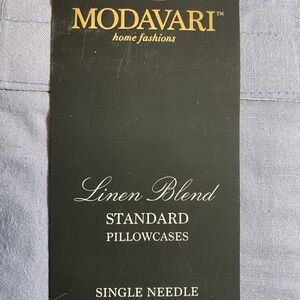 MODAVARI™
home fashions
Linen Blend
STANDARD
PILLOWCASES
SINGLE NEEDLE